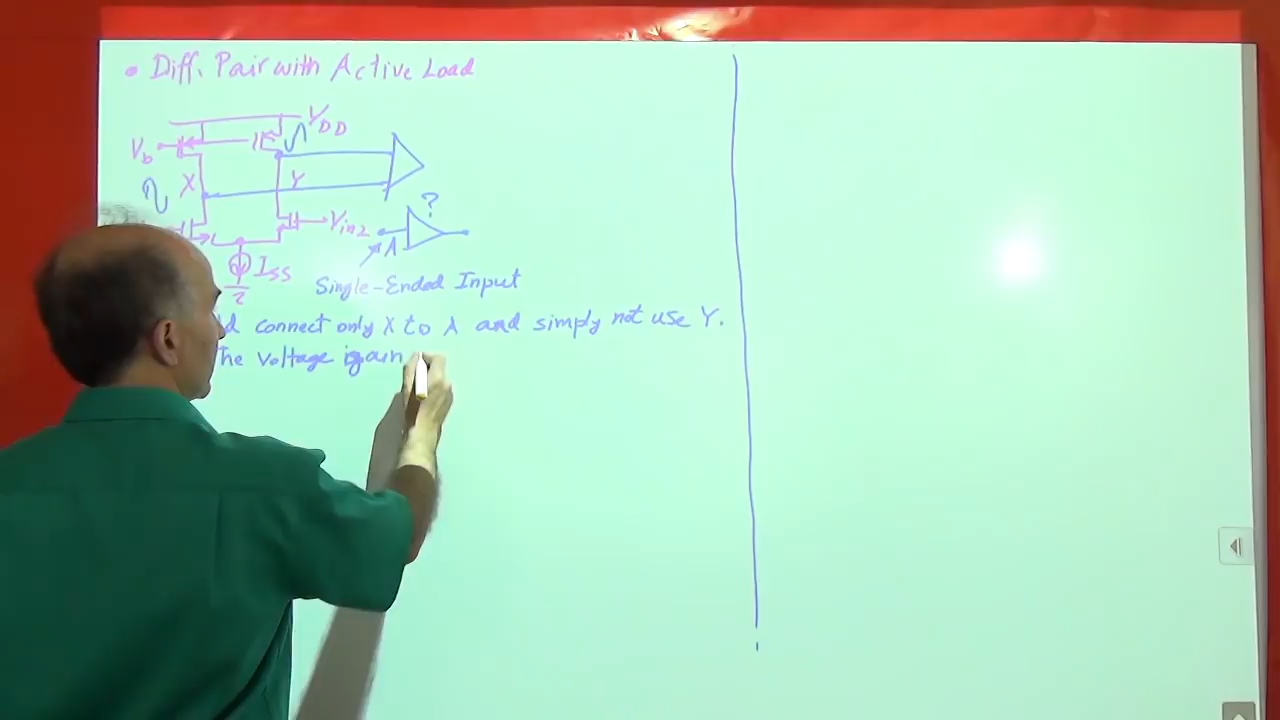 • Diff. Pair with Active Load
VDD
Vb
X
Y
Vin2
?
A
ISS
Single-Ended Input
connect only X to A and simply not use Y.
The voltage gain